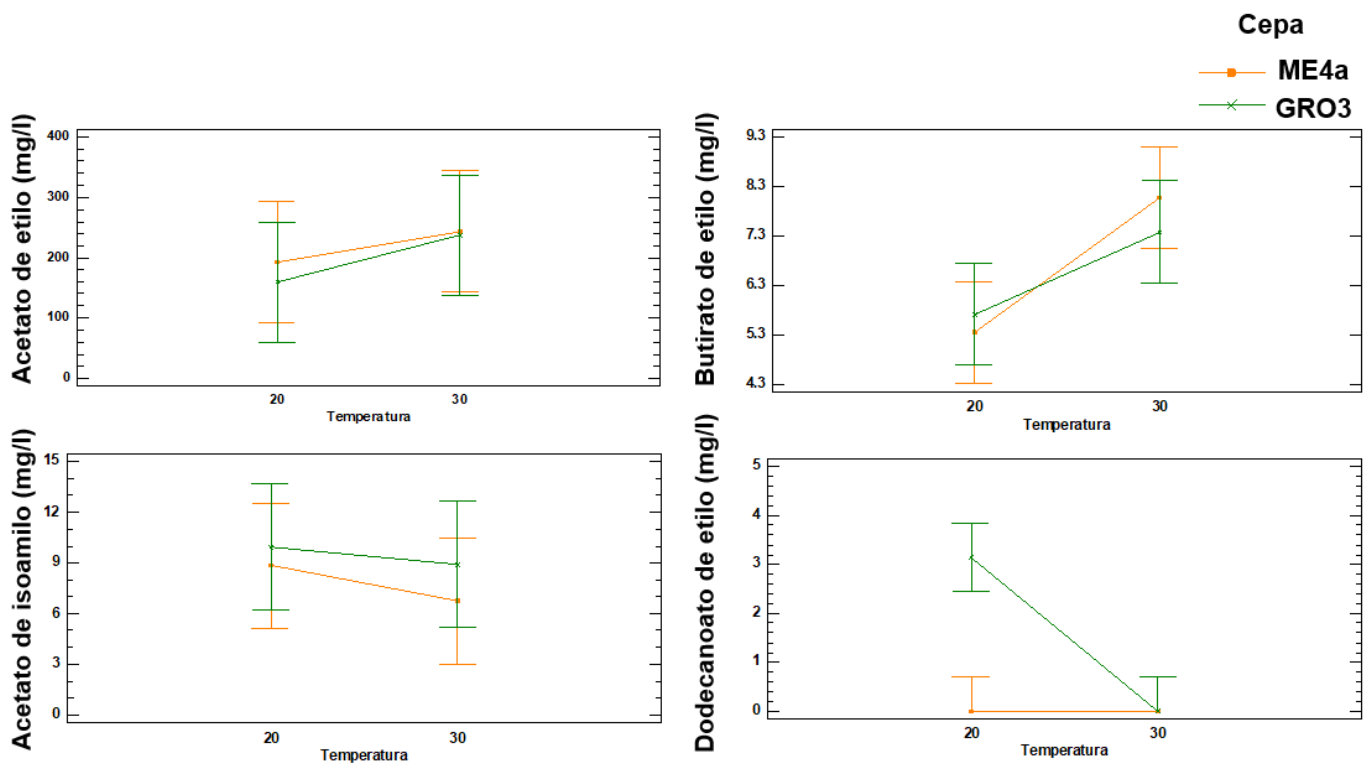 Cepa
ME4a
GRO3
Acetato de etilo (mg/l)
400
300
200
100
0
20
30
Temperatura
Butirato de etilo (mg/l)
9.3
8.3
7.3
6.3
5.3
4.3
20
30
Temperatura
Acetato de isoamilo (mg/l)
15
12
9
6
3
0
20
30
Temperatura
Dodecanoato de etilo (mg/l)
5
4
3
2
1
0
20
30
Temperatura